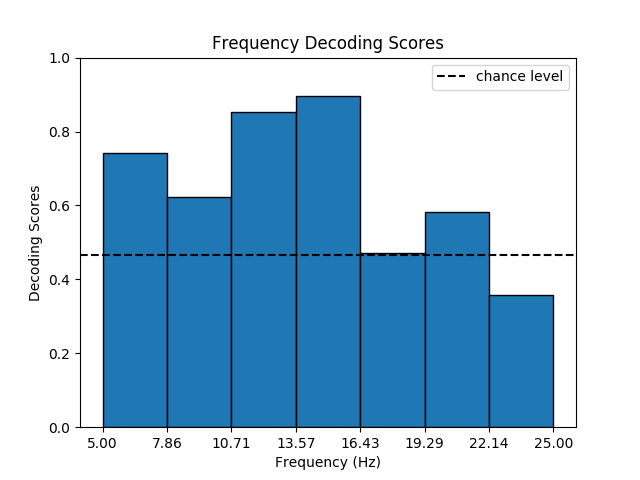 Frequency Decoding Scores
chance level
Decoding Scores
1.0
0.8
0.6
0.4
0.2
0.0
5.00 7.86 10.71 13.57 16.43 19.29 22.14 25.00
Frequency (Hz)